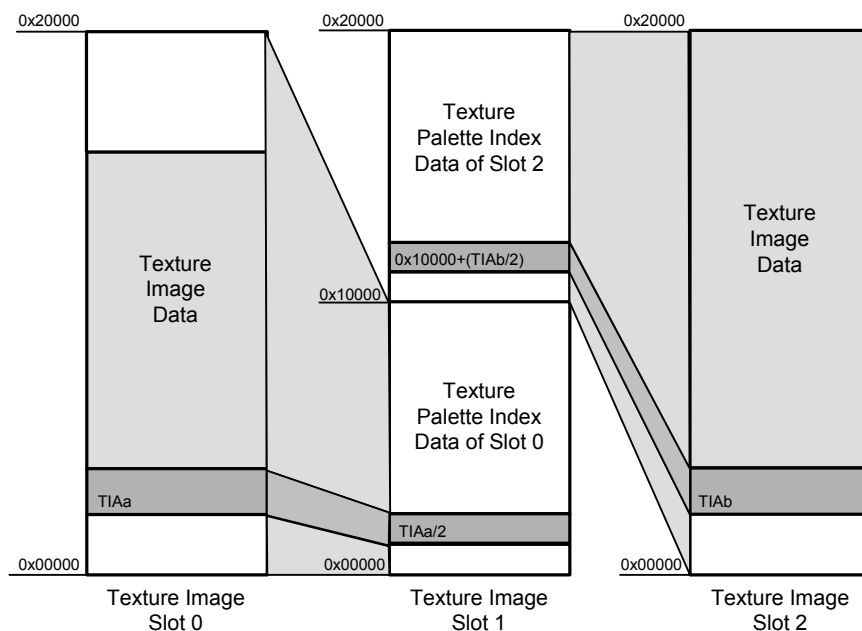 0x20000
0x20000
0x20000
Texture
Palette Index
Data of Slot 2
Texture
Image
Data
Texture
Image
Data
0x10000+(TIAb/2)
0x10000
Texture
Palette Index
Data of Slot 0
TIAa
TIAa/2
TIAb
0x00000
0x00000
0x00000
Texture Image
Slot 0
Texture Image
Slot 1
Texture Image
Slot 2